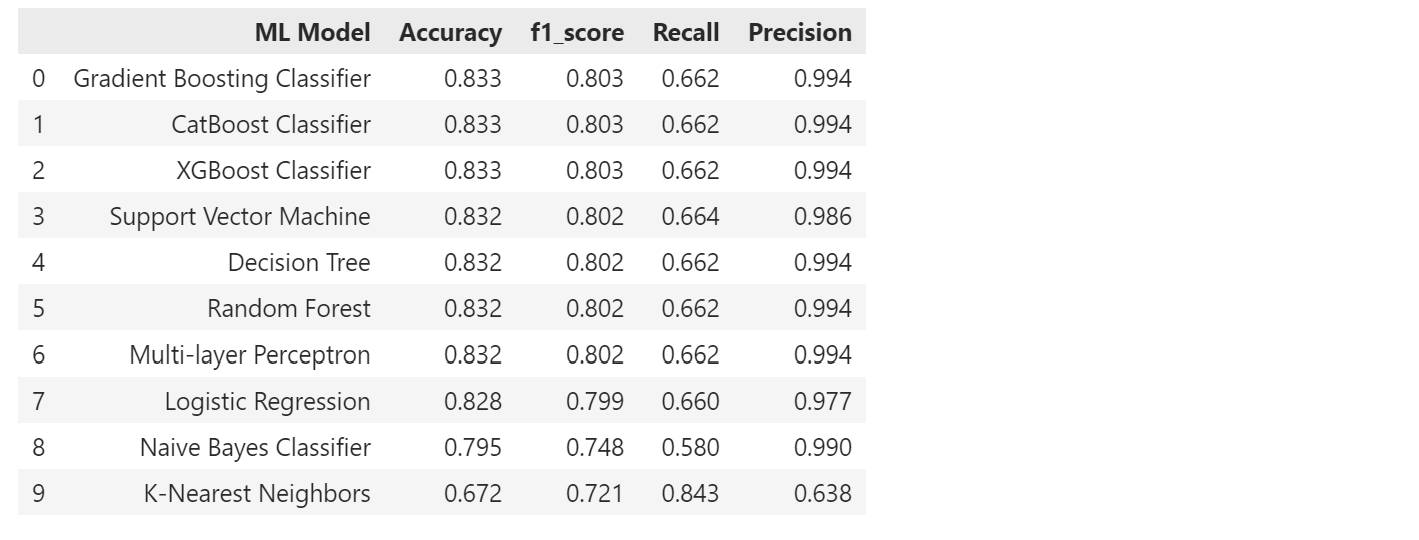 ML Model Accuracy f1_score Recall Precision
0 Gradient Boosting Classifier 0.833 0.803 0.662 0.994
1 CatBoost Classifier 0.833 0.803 0.662 0.994
2 XGBoost Classifier 0.833 0.803 0.662 0.994
3 Support Vector Machine 0.832 0.802 0.664 0.986
4 Decision Tree 0.832 0.802 0.662 0.994
5 Random Forest 0.832 0.802 0.662 0.994
6 Multi-layer Perceptron 0.832 0.802 0.662 0.994
7 Logistic Regression 0.828 0.799 0.660 0.977
8 Naive Bayes Classifier 0.795 0.748 0.580 0.990
9 K-Nearest Neighbors 0.672 0.721 0.843 0.638